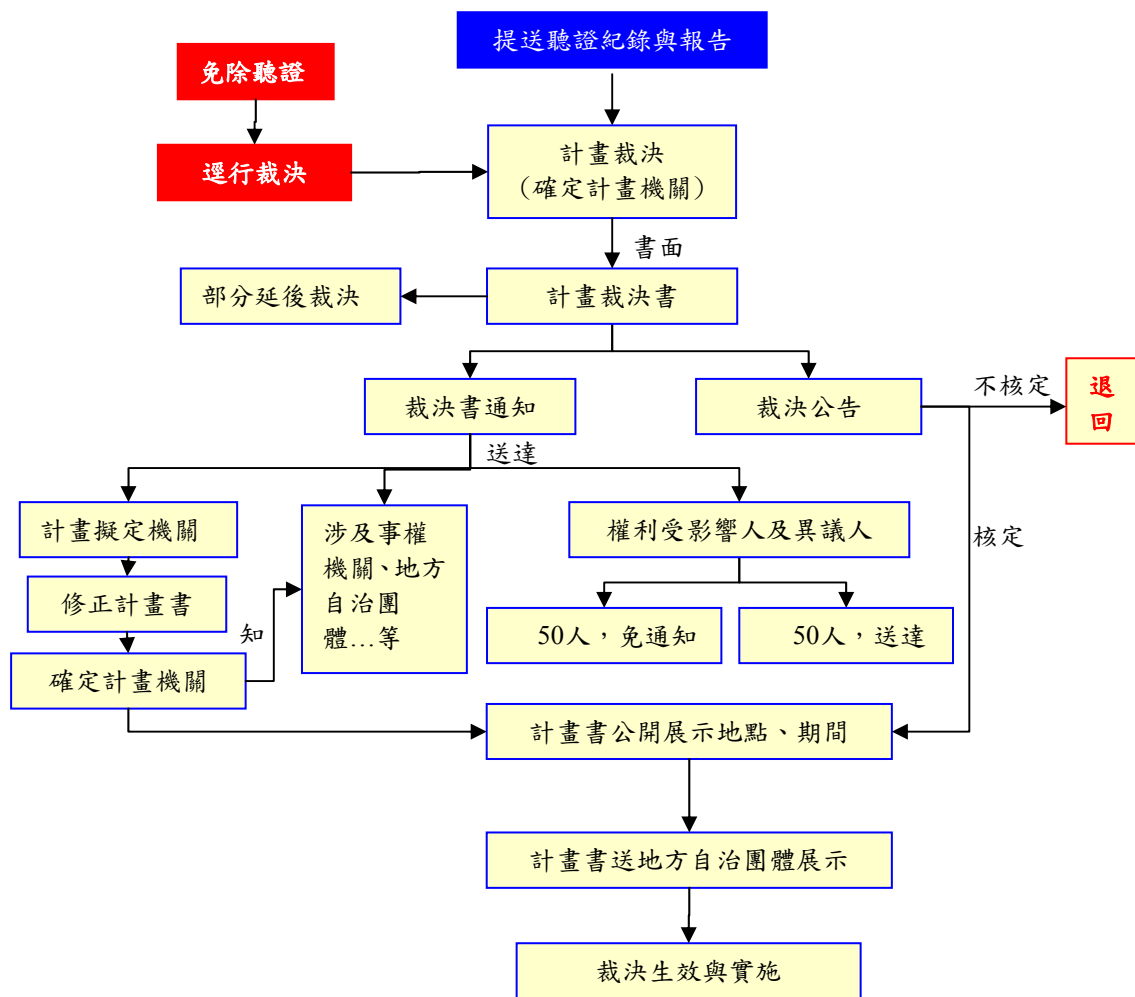 提送聽證紀錄與報告
免除聽證
逕行裁決
計畫裁決
（確定計畫機關）
書面
部分延後裁決
計畫裁決書
裁決書通知
裁決公告
不核定
退
回
送達
計畫擬定機關
涉及事權
機關、地方
自治團
體…等
權利受影響人及異議人
核定
修正計畫書
知
50人，免通知
50人，送達
確定計畫機關
計畫書公開展示地點、期間
計畫書送地方自治團體展示
裁決生效與實施